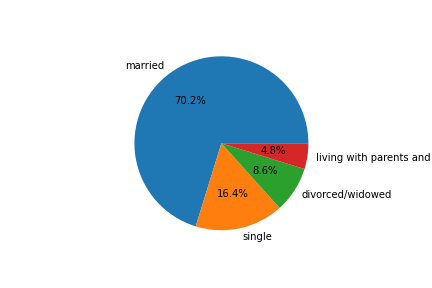 married
70.2%
4.8%
living with parents and
8.6%
divorced/widowed
16.4%
single